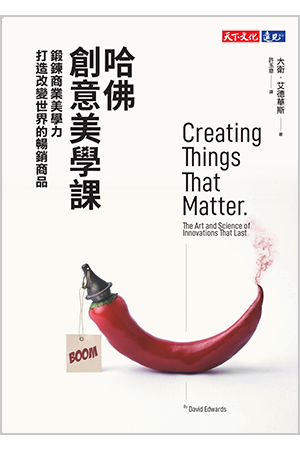 天下文化
遠見
哈佛
創意美學課
鍛鍊商業美學力
打造改變世界的暢銷商品
大衛・艾德華斯 著
許玉意 譯
Creating
Things
That
Matter.
The Art and Science of
Innovations That Last
BOOM
By
David Edwards